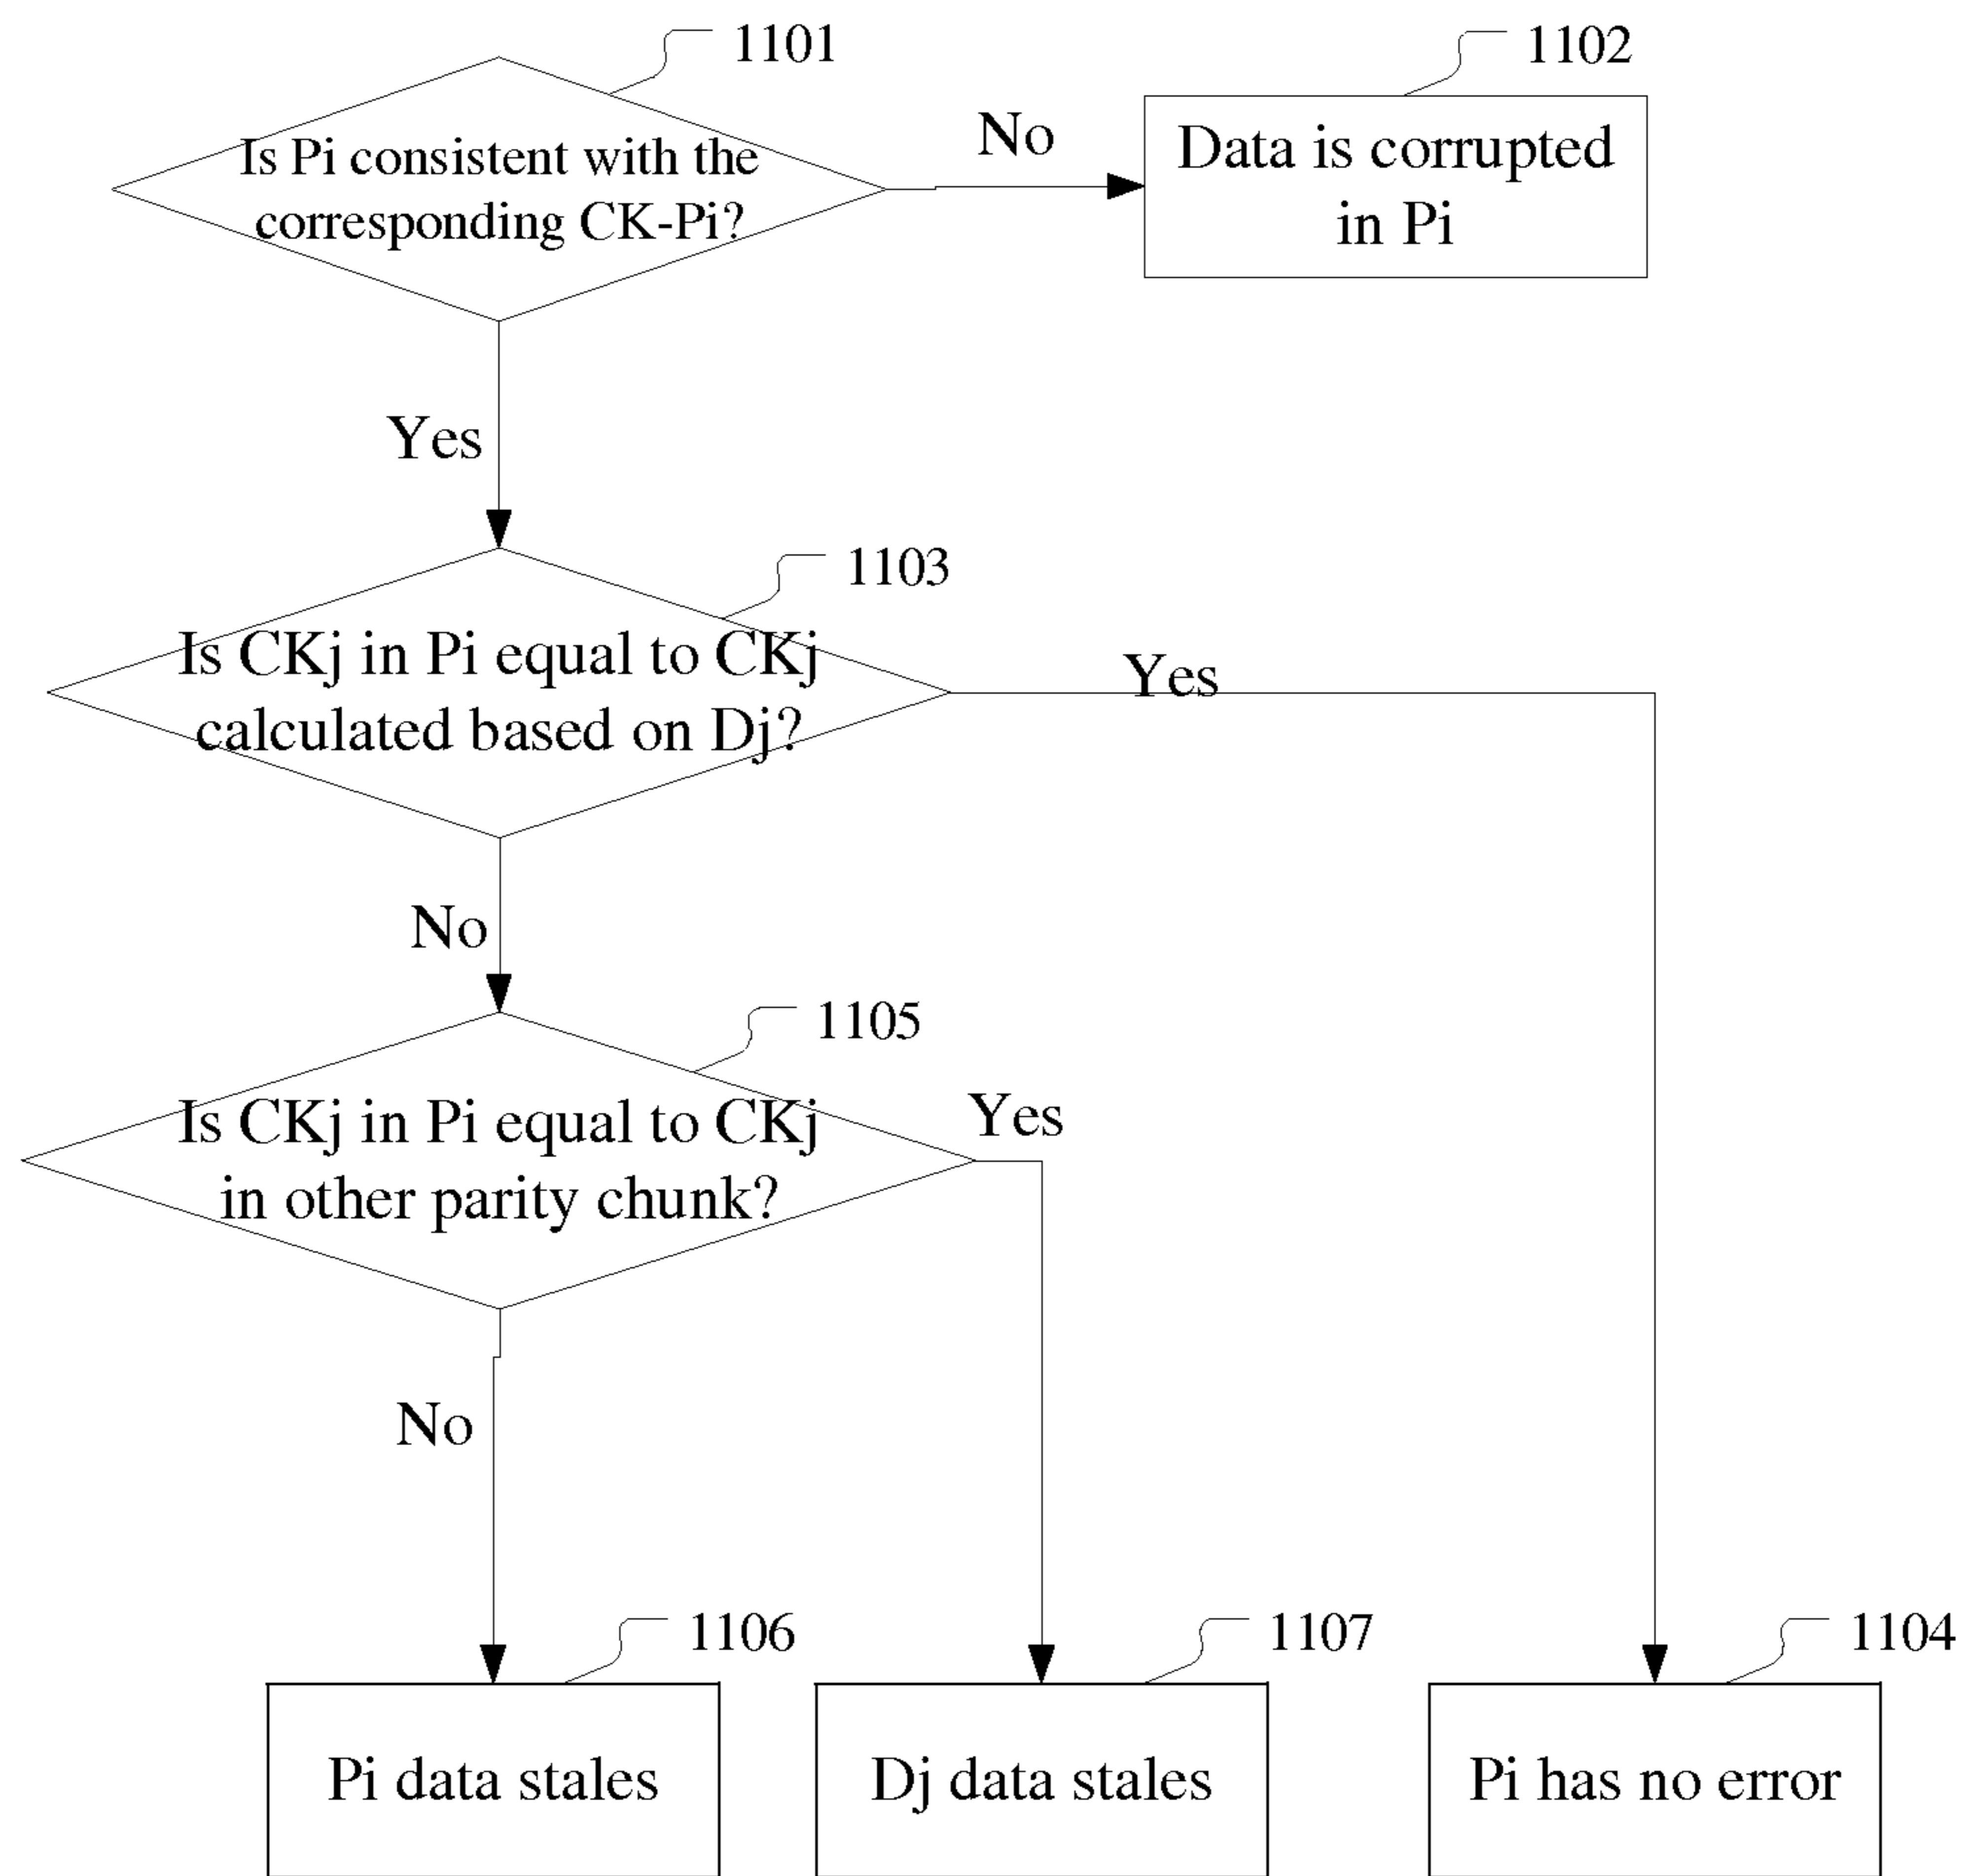 1101
Is Pi consistent with the
corresponding CK-Pi?
No
1102
Data is corrupted
in Pi
Yes
1103
Is CKj in Pi equal to CKj
calculated based on Dj?
Yes
No
1105
Is CKj in Pi equal to CKj
in other parity chunk?
Yes
No
1106
Pi data stales
1107
Dj data stales
1104
Pi has no error